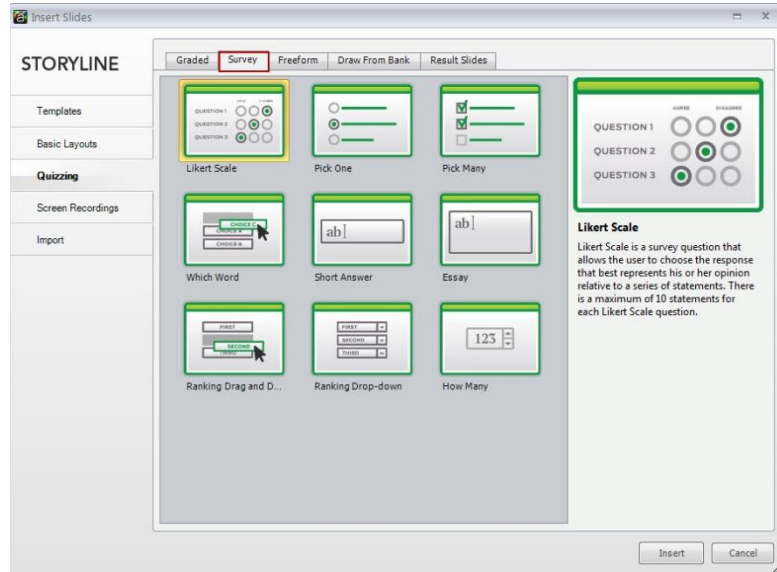 Insert Slides
STORYLINE
Templates
Basic Layouts
Quizzing
Screen Recordings
Import
Graded Survey Freeform Draw From Bank Result Slides
QUESTION 1
QUESTION 2
QUESTION 3
Likert Scale
Pick One
Pick Many
CHOICE C
CHOICE A
CHOICE B
Which Word
ab
Short Answer
ab
Essay
FIRST
SECOND
THIRD
Ranking Drag and D...
FIRST
SECOND
THIRD
Ranking Drop-down
123
How Many
AGREE DISAGREE
QUESTION 1
QUESTION 2
QUESTION 3
Likert Scale
Likert Scale is a survey question that
allows the user to choose the response
that best represents his or her opinion
relative to a series of statements. There
is a maximum of 10 statements for
each Likert Scale question.
Insert Cancel